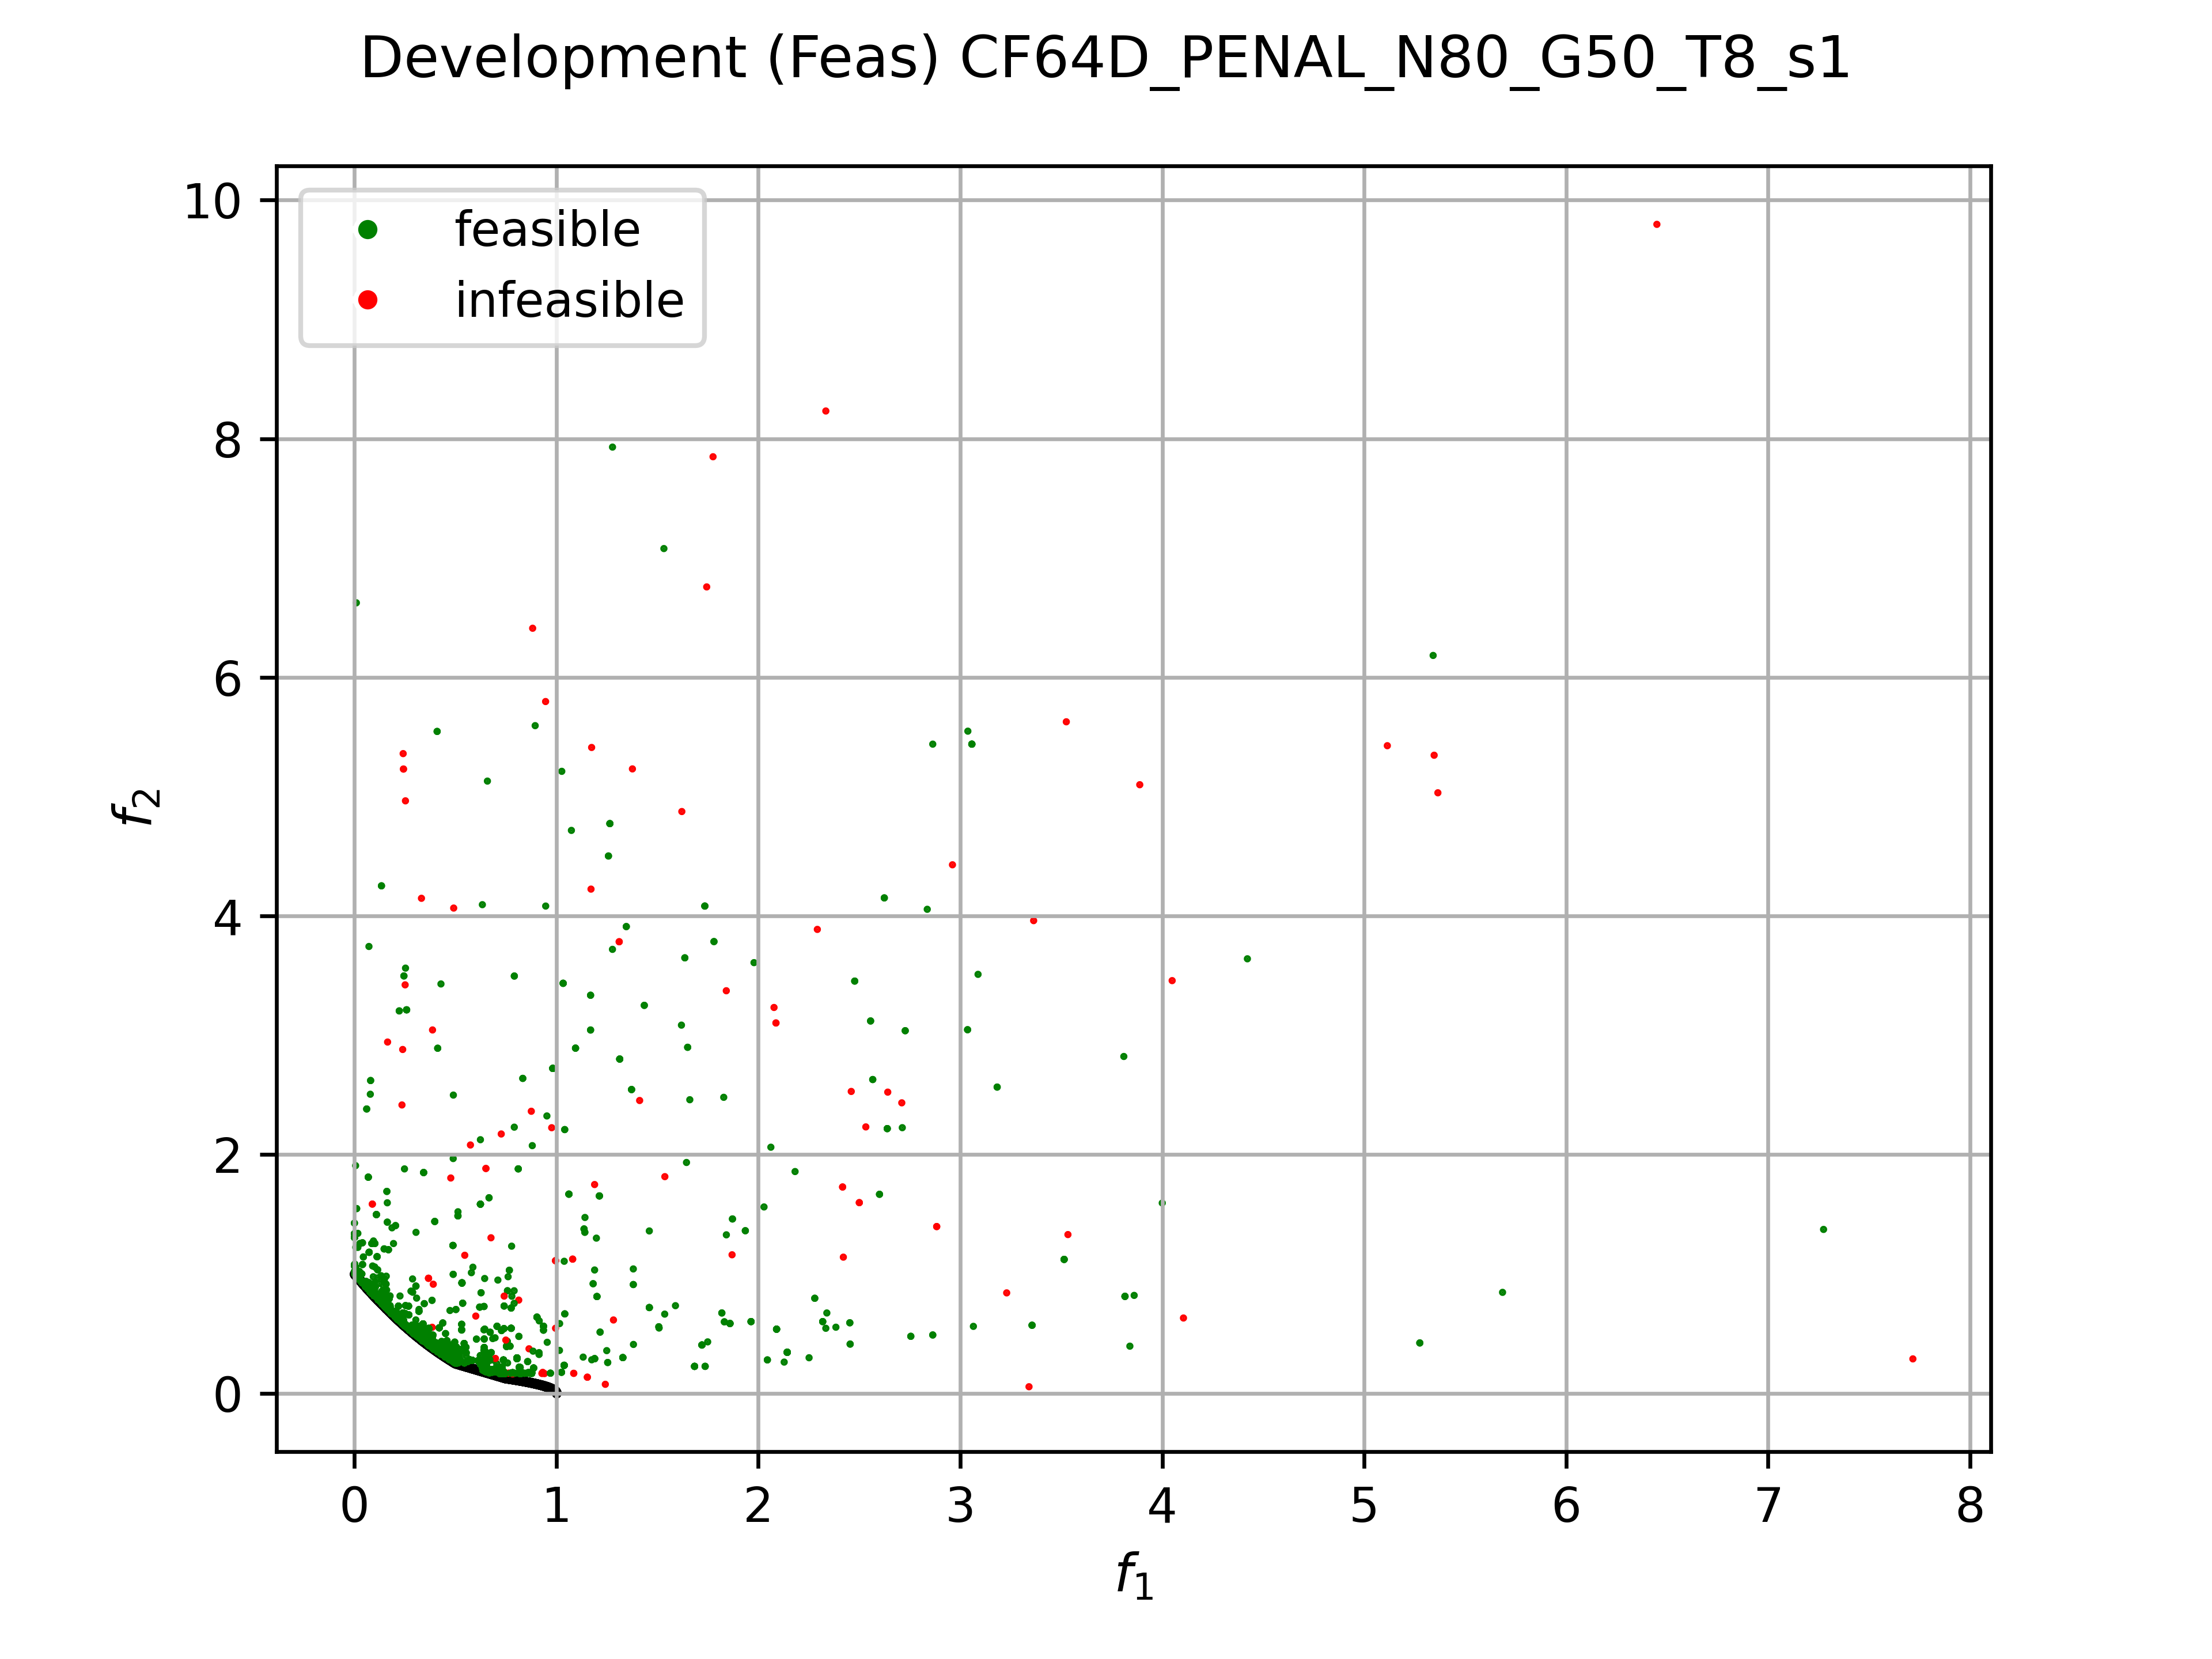 Development (Feas) CF64D_PENAL_N80_G50_T8_s1
feasible
infeasible
10
8
6
4
2
0
f2
0 1 2 3 4 5 6 7 8
f1